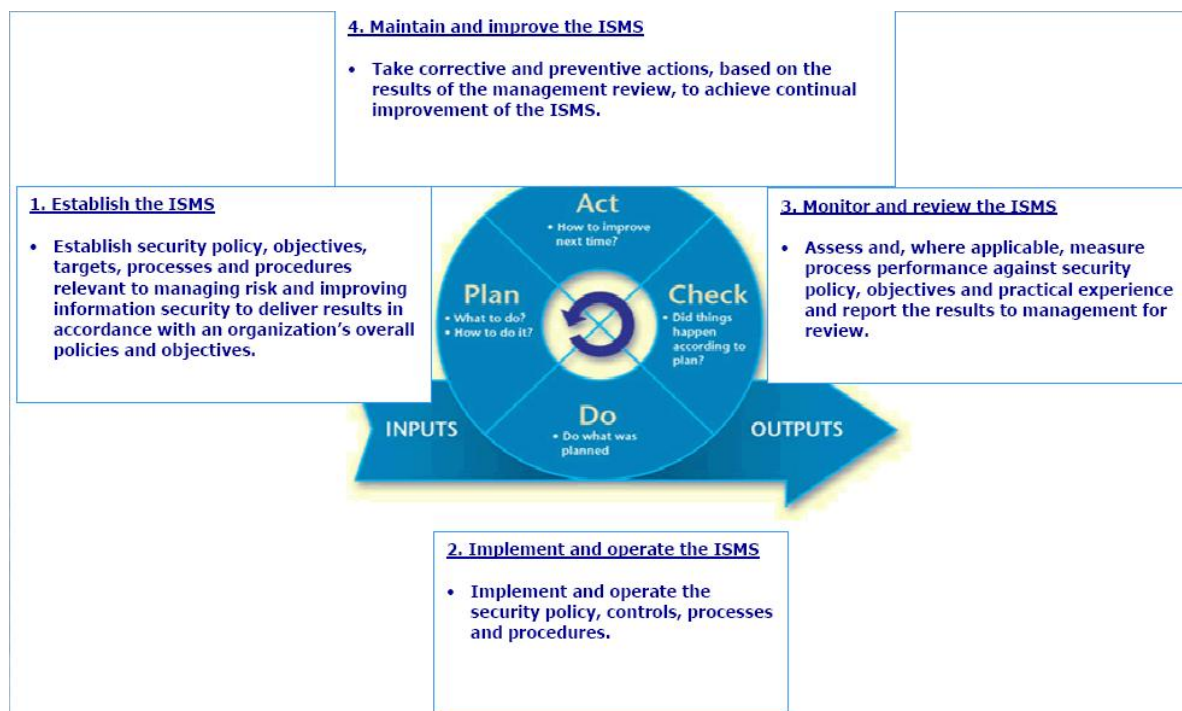 4. Maintain and improve the ISMS
• Take corrective and preventive actions, based on the
results of the management review, to achieve continual
improvement of the ISMS.
1. Establish the ISMS
• Establish security policy, objectives,
targets, processes and procedures
relevant to managing risk and improving
information security to deliver results in
accordance with an organization’s overall
policies and objectives.
Act
• How to improve
next time?
Plan
• What to do?
• How to do it?
Check
• Did things
happen
according to
plan?
Do
• Do what was
planned
3. Monitor and review the ISMS
• Assess and, where applicable, measure
process performance against security
policy, objectives and practical experience
and report the results to management for
review.
INPUTS
OUTPUTS
2. Implement and operate the ISMS
• Implement and operate the
security policy, controls, processes
and procedures.